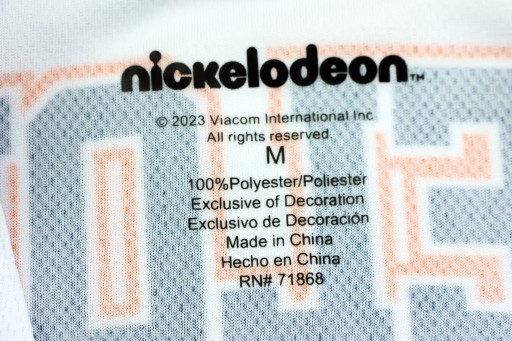 nickelodeon™
© 2023 Viacom International Inc
All rights reserved.
M
100%Polyester/Poliester
Exclusive of Decoration
Exclusivo de Decoración
Made in China
Hecho en China
RN# 71868